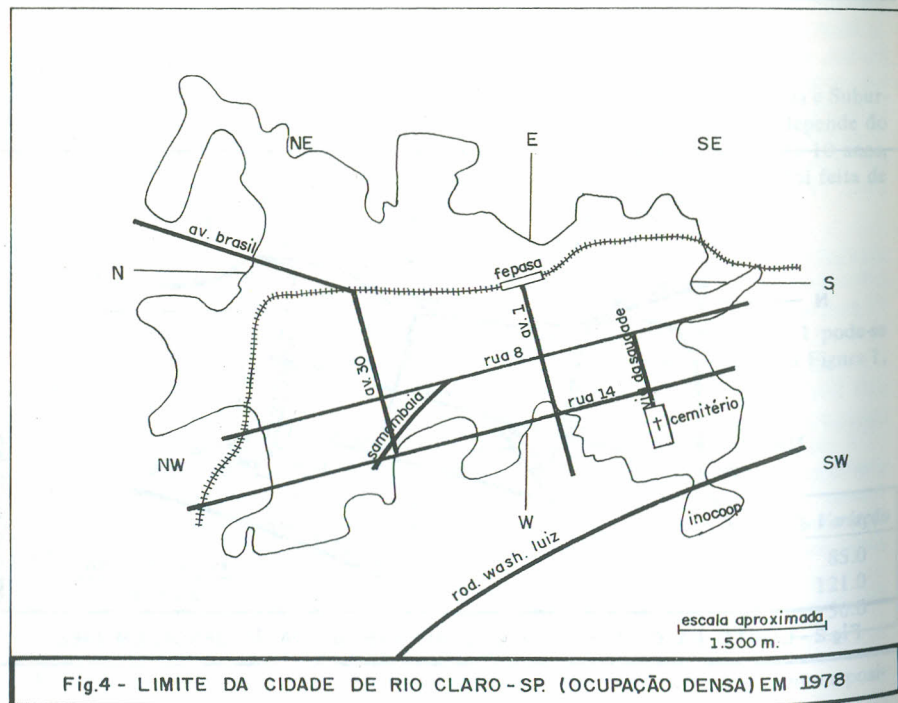 NE
E
SE
av. brasil
N
fepasa
S
av. 1
via da saudade
rua 8
av. 30
rua 14
samambaia
cemitério
NW
SW
inocoop
W
rod. wash. luiz
escala aproximada
1.500 m.
Fig.4 - LIMITE DA CIDADE DE RIO CLARO - SP. (OCUPAÇÃO DENSA) EM 1978